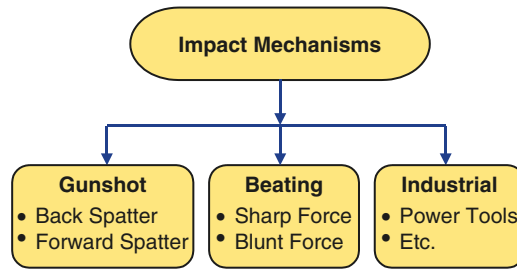 Impact Mechanisms
Gunshot
• Back Spatter
• Forward Spatter
Beating
• Sharp Force
• Blunt Force
Industrial
• Power Tools
• Etc.